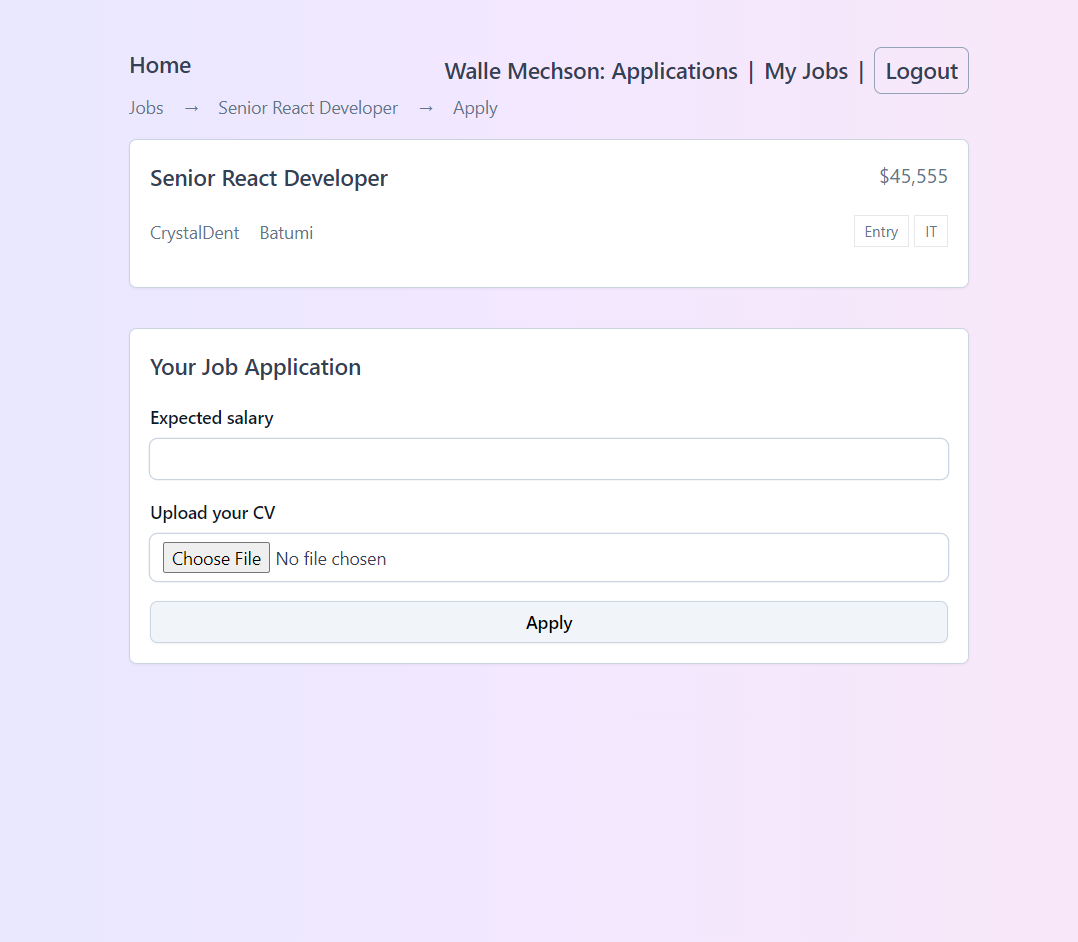 Home
Walle Mechson: Applications | My Jobs | Logout
Jobs → Senior React Developer → Apply
Senior React Developer
$45,555
CrystalDent Batumi
Entry IT
Your Job Application
Expected salary
Upload your CV
Choose File No file chosen
Apply